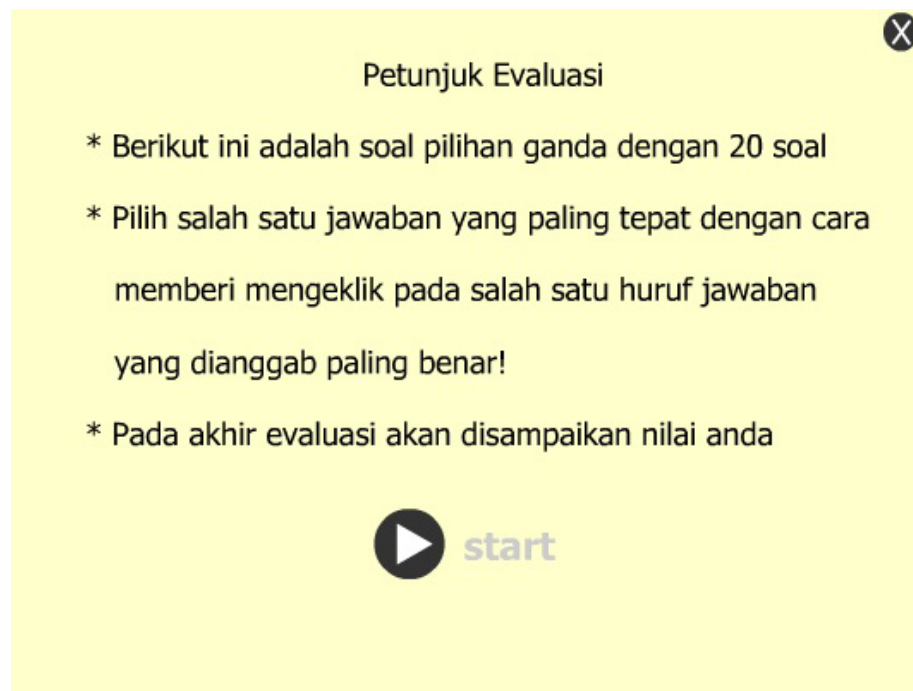 X
Petunjuk Evaluasi
* Berikut ini adalah soal pilihan ganda dengan 20 soal
* Pilih salah satu jawaban yang paling tepat dengan cara
memberi mengeklik pada salah satu huruf jawaban
yang dianggab paling benar!
* Pada akhir evaluasi akan disampaikan nilai anda
start